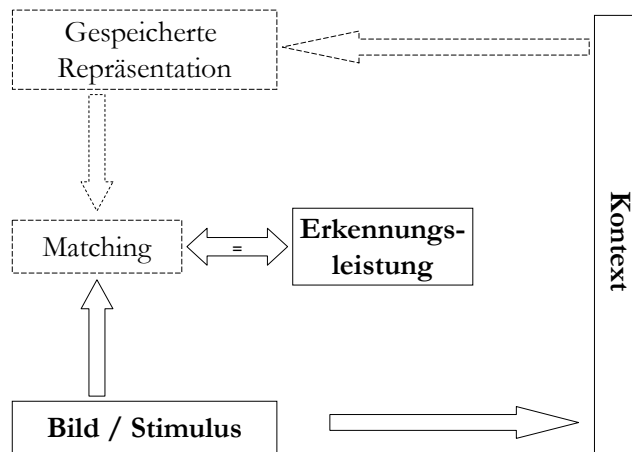 Gespeicherte
Repräsentation
Kontext
Matching
=
Erkennungs-
leistung
Bild / Stimulus